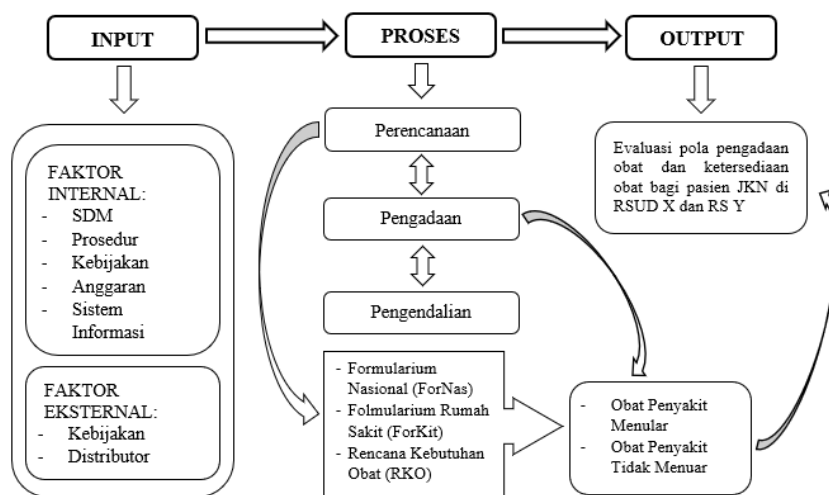 INPUT
PROSES
OUTPUT
FAKTOR
INTERNAL:
- SDM
- Prosedur
- Kebijakan
- Anggaran
- Sistem
Informasi
FAKTOR
EKSTERNAL:
- Kebijakan
- Distributor
Perencanaan
Pengadaan
Pengendalian
- Formularium
Nasional (ForNas)
- Folmularium Rumah
Sakit (ForKit)
- Rencana Kebutuhan
Obat (RKO)
Evaluasi pola pengadaan
obat dan ketersediaan
obat bagi pasien JKN di
RSUD X dan RS Y
- Obat Penyakit
Menular
- Obat Penyakit
Tidak Menuar